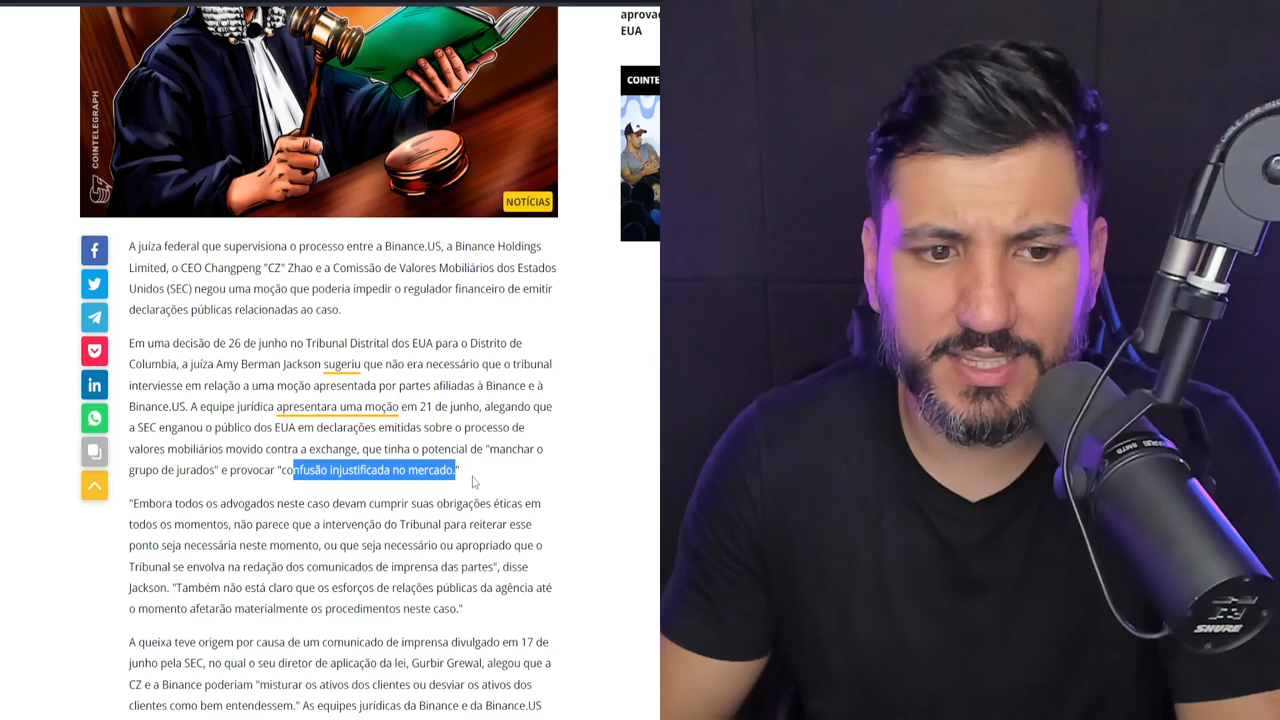 aprova
EUA
COINTE
COINTELEGRAPH
NOTÍCIAS
A juíza federal que supervisiona o processo entre a Binance.US, a Binance Holdings
Limited, o CEO Changpeng "CZ" Zhao e a Comissão de Valores Mobiliários dos Estados
Unidos (SEC) negou uma moção que poderia impedir o regulador financeiro de emitir
declarações públicas relacionadas ao caso.
Em uma decisão de 26 de junho no Tribunal Distrital dos EUA para o Distrito de
Columbia, a juíza Amy Berman Jackson sugeriu que não era necessário que o tribunal
interviesse em relação a uma moção apresentada por partes afiliadas à Binance e à
Binance.US. A equipe jurídica apresentara uma moção em 21 de junho, alegando que
a SEC enganou o público dos EUA em declarações emitidas sobre o processo de
valores mobiliários movido contra a exchange, que tinha o potencial de "manchar o
grupo de jurados" e provocar "confusão injustificada no mercado."
"Embora todos os advogados neste caso devam cumprir suas obrigações éticas em
todos os momentos, não parece que a intervenção do Tribunal para reiterar esse
ponto seja necessária neste momento, ou que seja necessário ou apropriado que o
Tribunal se envolva na redação dos comunicados de imprensa das partes", disse
Jackson. "Também não está claro que os esforços de relações públicas da agência até
o momento afetarão materialmente os procedimentos neste caso."
A queixa teve origem por causa de um comunicado de imprensa divulgado em 17 de
junho pela SEC, no qual o seu diretor de aplicação da lei, Gurbir Grewal, alegou que a
CZ e a Binance poderiam "misturar os ativos dos clientes ou desviar os ativos dos
clientes como bem entendessem." As equipes jurídicas da Binance e da Binance.US
SHURE